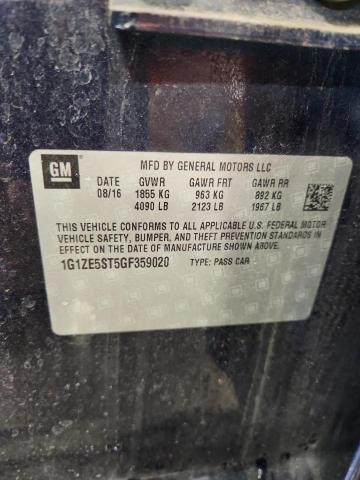 GM
MFD BY GENERAL MOTORS LLC
DATE GVWR GAWR FRT GAWR RR
08/16 1855 KG 963 KG 892 KG
4090 LB 2123 LB 1967 LB
THIS VEHICLE CONFORMS TO ALL APPLICABLE U.S. FEDERAL MOTOR
VEHICLE SAFETY, BUMPER, AND THEFT PREVENTION STANDARDS IN
EFFECT ON THE DATE OF MANUFACTURE SHOWN ABOVE.
1G1ZE5ST5GF359020 TYPE: PASS CAR